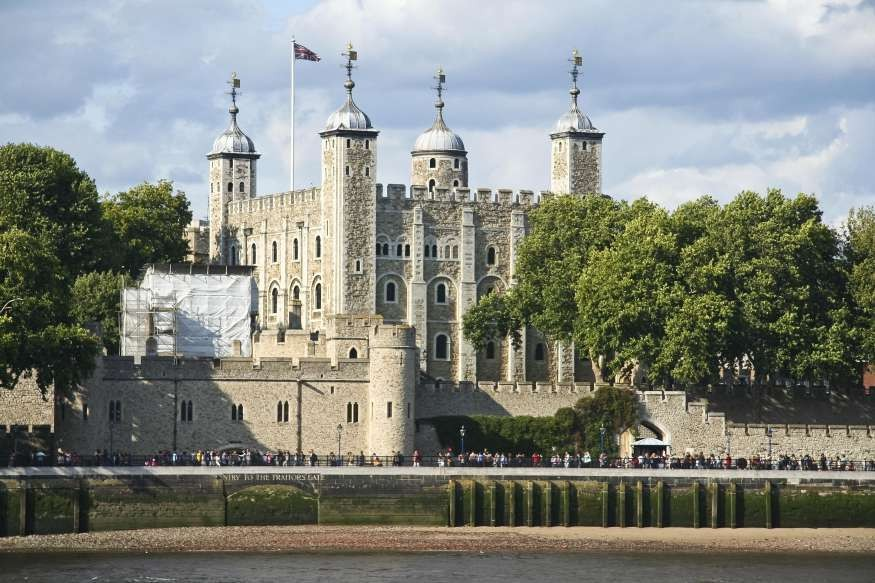 NTRY TO THE TRAITORS GATE